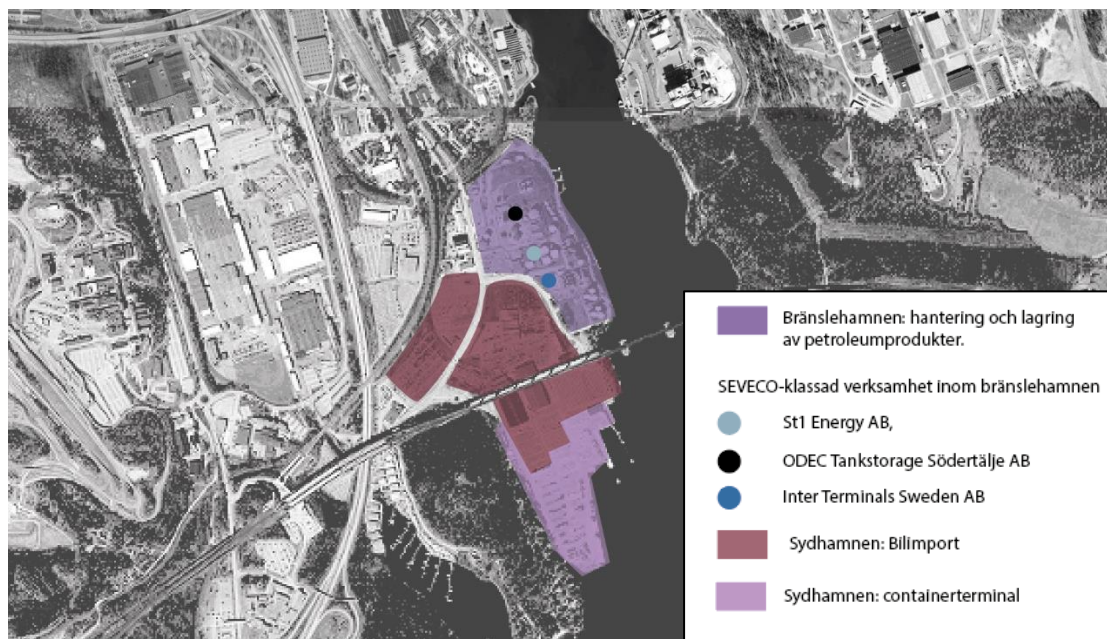 Bränslehamnen: hantering och lagring
av petroleumprodukter.
SEVECO-klassad verksamhet inom bränslehamnen
St1 Energy AB,
ODEC Tankstorage Södertälje AB
Inter Terminals Sweden AB
Sydhamnen: Bilimport
Sydhamnen: containerterminal